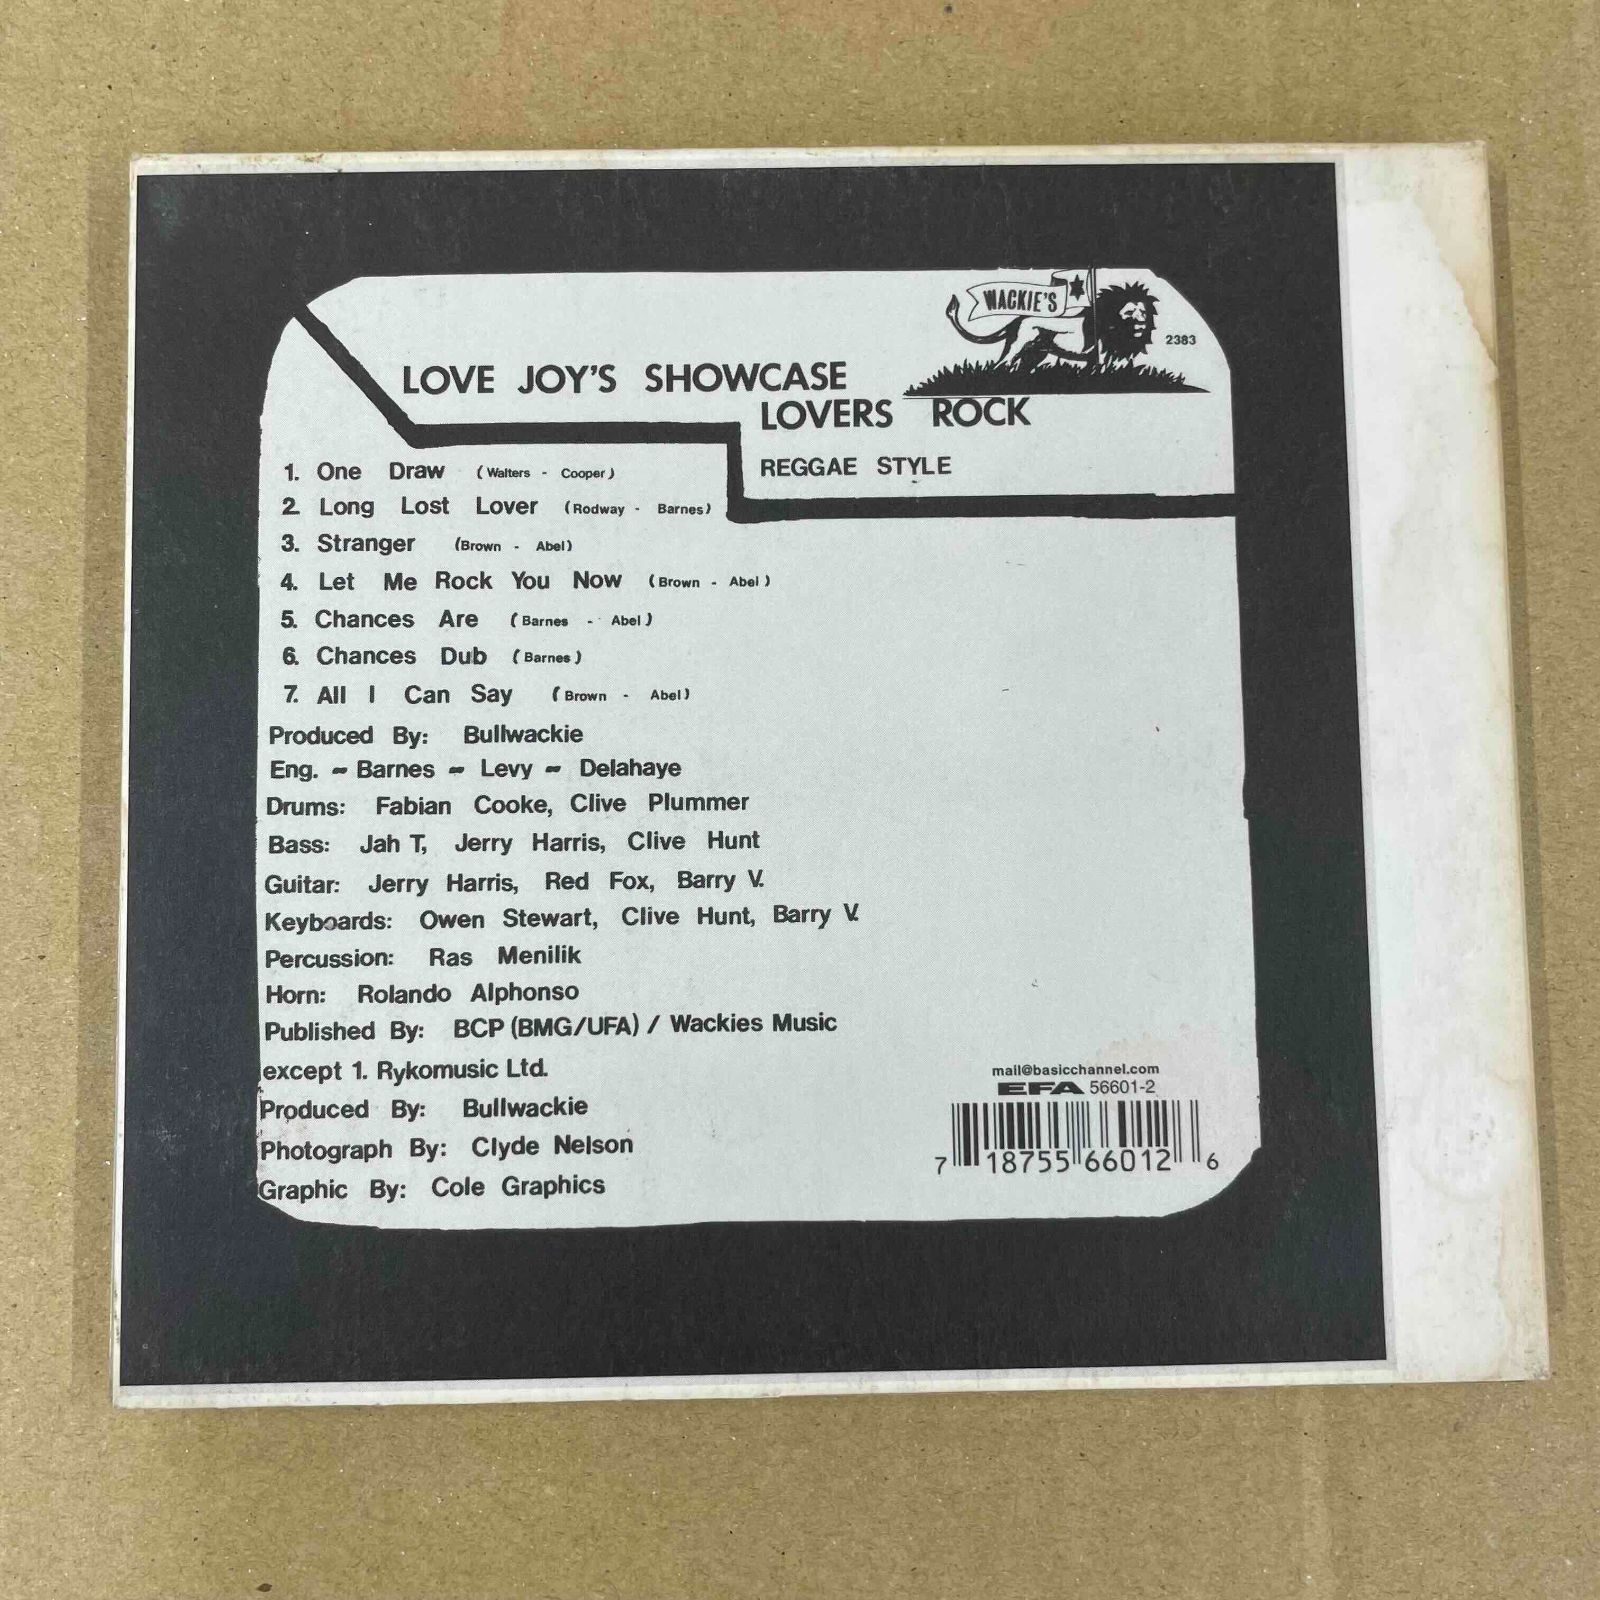 WACKIE'S
2383
LOVE JOY'S SHOWCASE
LOVERS ROCK
REGGAE STYLE
1. One Draw (Walters - Cooper)
2. Long Lost Lover (Rodway - Barnes)
3. Stranger (Brown - Abel)
4. Let Me Rock You Now (Brown - Abel)
5. Chances Are (Barnes - Abel)
6. Chances Dub (Barnes)
7. All I Can Say (Brown - Abel)
Produced By: Bullwackie
Eng. ~ Barnes ~ Levy ~ Delahaye
Drums: Fabian Cooke, Clive Plummer
Bass: Jah T, Jerry Harris, Clive Hunt
Guitar: Jerry Harris, Red Fox, Barry V.
Keyboards: Owen Stewart, Clive Hunt, Barry V.
Percussion: Ras Menilik
Horn: Rolando Alphonso
Published By: BCP (BMG/UFA) / Wackies Music
except 1. Rykomusic Ltd.
Produced By: Bullwackie
Photograph By: Clyde Nelson
Graphic By: Cole Graphics
mail@basicchannel.com
EFA 56601-2
7 18755 66012 6